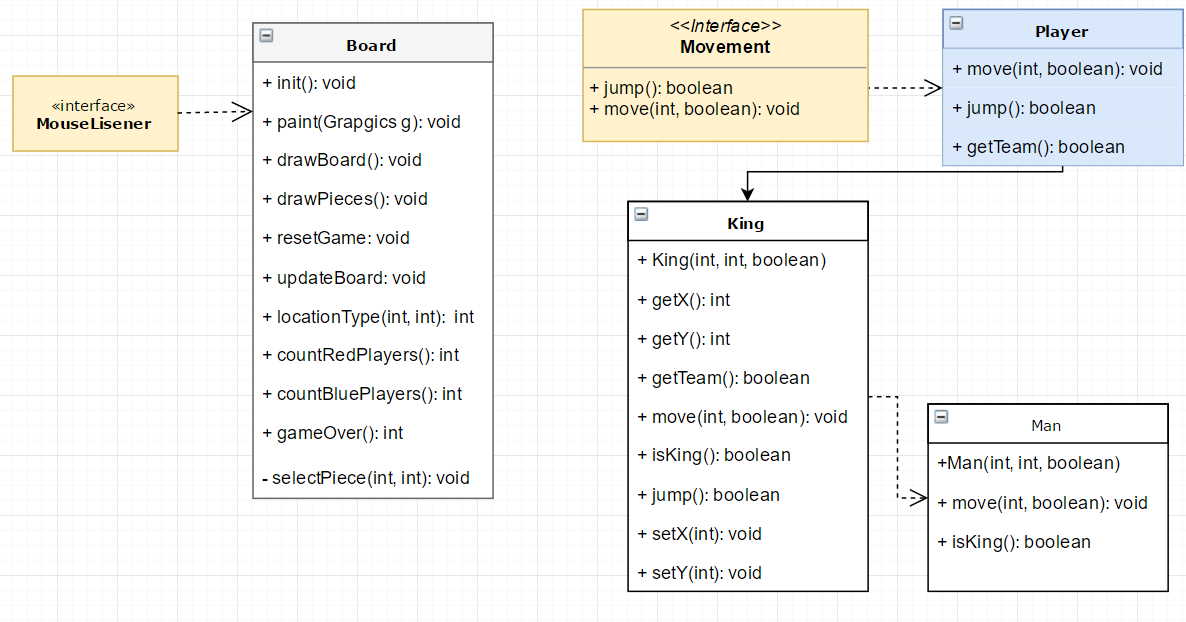 «interface»
MouseLisener
Board
+ init(): void
+ paint(Grapgics g): void
+ drawBoard(): void
+ drawPieces(): void
+ resetGame: void
+ updateBoard: void
+ locationType(int, int): int
+ countRedPlayers(): int
+ countBluePlayers(): int
+ gameOver(): int
- selectPiece(int, int): void
<<Interface>>
Movement
+ jump(): boolean
+ move(int, boolean): void
Player
+ move(int, boolean): void
+ jump(): boolean
+ getTeam(): boolean
King
+ King(int, int, boolean)
+ getX(): int
+ getY(): int
+ getTeam(): boolean
+ move(int, boolean): void
+ isKing(): boolean
+ jump(): boolean
+ setX(int): void
+ setY(int): void
Man
+Man(int, int, boolean)
+ move(int, boolean): void
+ isKing(): boolean